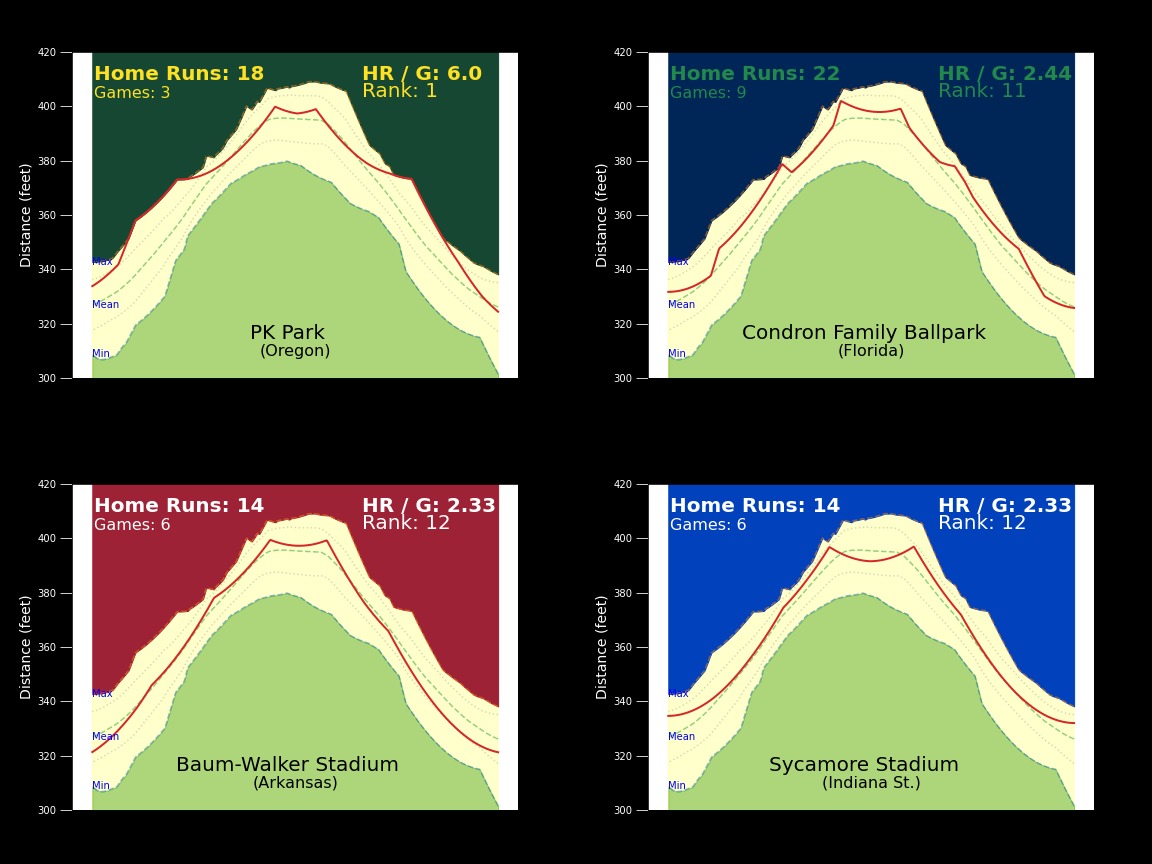 420
400
380
360
340
320
300
Distance (feet)
Home Runs: 18
Games: 3
HR / G: 6.0
Rank: 1
Max
Mean
Min
PK Park
(Oregon)
420
400
380
360
340
320
300
Distance (feet)
Home Runs: 22
Games: 9
HR / G: 2.44
Rank: 11
Max
Mean
Min
Condron Family Ballpark
(Florida)
420
400
380
360
340
320
300
Distance (feet)
Home Runs: 14
Games: 6
HR / G: 2.33
Rank: 12
Max
Mean
Min
Baum-Walker Stadium
(Arkansas)
420
400
380
360
340
320
300
Distance (feet)
Home Runs: 14
Games: 6
HR / G: 2.33
Rank: 12
Max
Mean
Min
Sycamore Stadium
(Indiana St.)